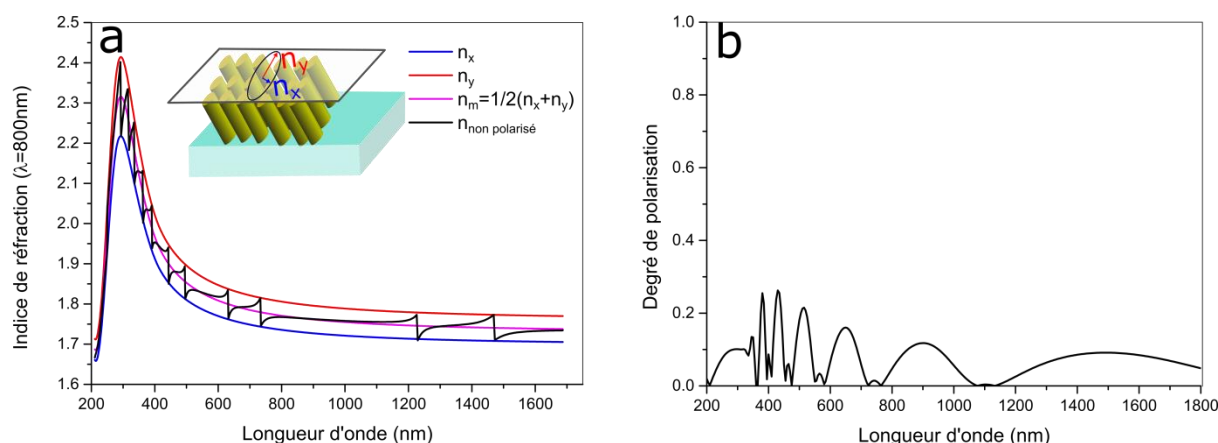 a
2.5
2.4
2.3
2.2
2.1
2.0
1.9
1.8
1.7
1.6
Indice de réfraction (λ=800nm)
200 400 600 800 1000 1200 1400 1600
Longueur d'onde (nm)
n_y
n_x
n_x
n_y
n_m=1/2(n_x+n_y)
n_non polarisé
b
1.0
0.8
0.6
0.4
0.2
0.0
Degré de polarisation
200 400 600 800 1000 1200 1400 1600 1800
Longueur d'onde (nm)